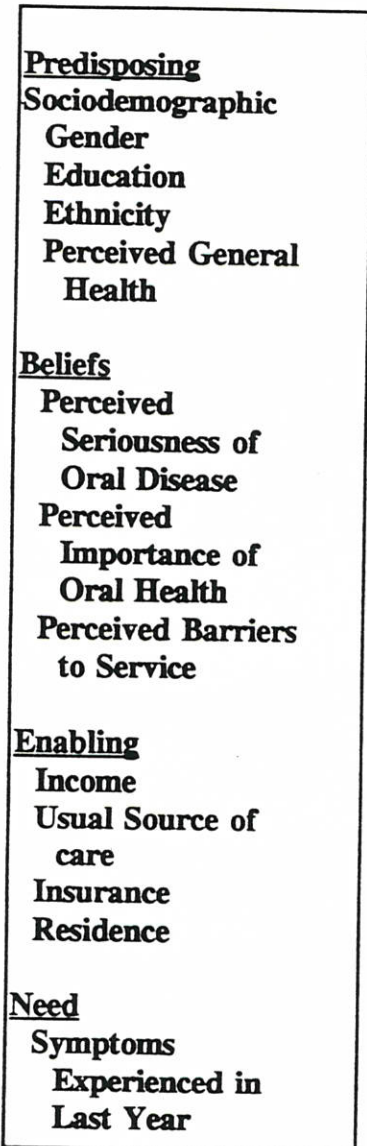 Predisposing
Sociodemographic
Gender
Education
Ethnicity
Perceived General
Health
Beliefs
Perceived
Seriousness of
Oral Disease
Perceived
Importance of
Oral Health
Perceived Barriers
to Service
Enabling
Income
Usual Source of
care
Insurance
Residence
Need
Symptoms
Experienced in
Last Year